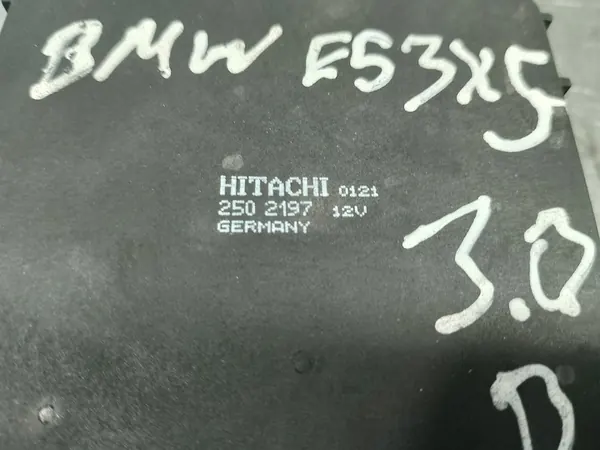 BMW E53X5
HITACHI 0121
250 2197 12V
GERMANY
3.0
D